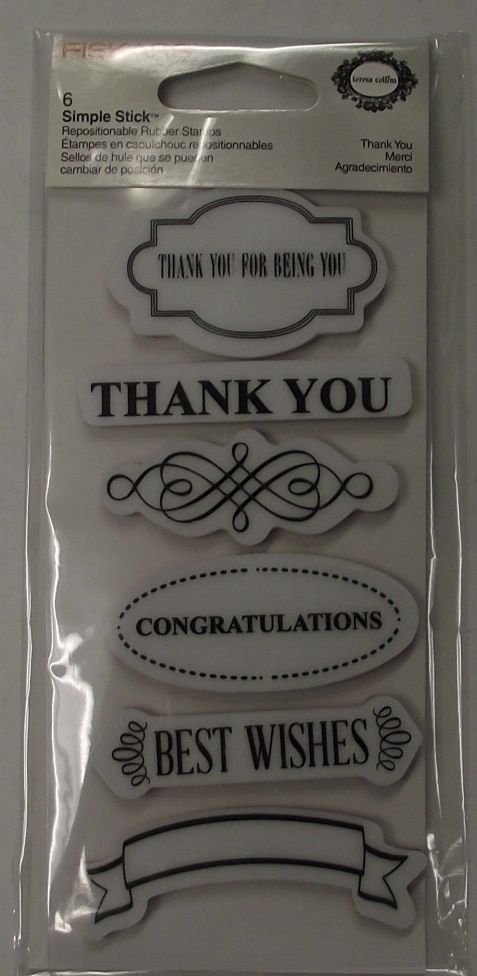 FISKARS
teresa collins
6
Simple Stick™
Repositionable Rubber Stamps
Étampes en caoutchouc repositionnables
Sellos de hule que se pueden
cambiar de posición
Thank You
Merci
Agradecimiento
THANK YOU FOR BEING YOU
THANK YOU
CONGRATULATIONS
BEST WISHES